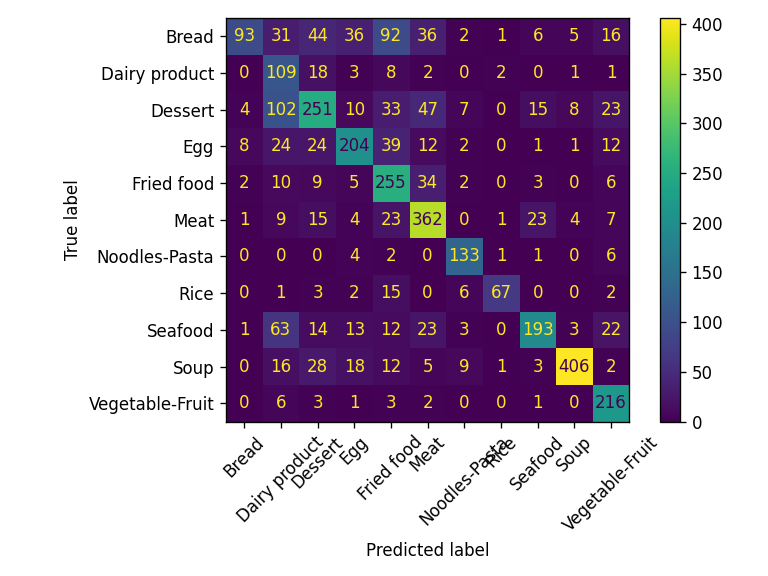 Bread 93 31 44 36 92 36 2 1 6 5 16
Dairy product 0 109 18 3 8 2 0 2 0 1 1
Dessert 4 102 251 10 33 47 7 0 15 8 23
Egg 8 24 24 204 39 12 2 0 1 1 12
Fried food 2 10 9 5 255 34 2 0 3 0 6
Meat 1 9 15 4 23 362 0 1 23 4 7
Noodles-Pasta 0 0 0 4 2 0 133 1 1 0 6
Rice 0 1 3 2 15 0 6 67 0 0 2
Seafood 1 63 14 13 12 23 3 0 193 3 22
Soup 0 16 28 18 12 5 9 1 3 406 2
Vegetable-Fruit 0 6 3 1 3 2 0 0 1 0 216
True label
Bread
Dairy product
Dessert
Egg
Fried food
Meat
Noodles-Pasta
Rice
Seafood
Soup
Vegetable-Fruit
Predicted label
400
350
300
250
200
150
100
50
0